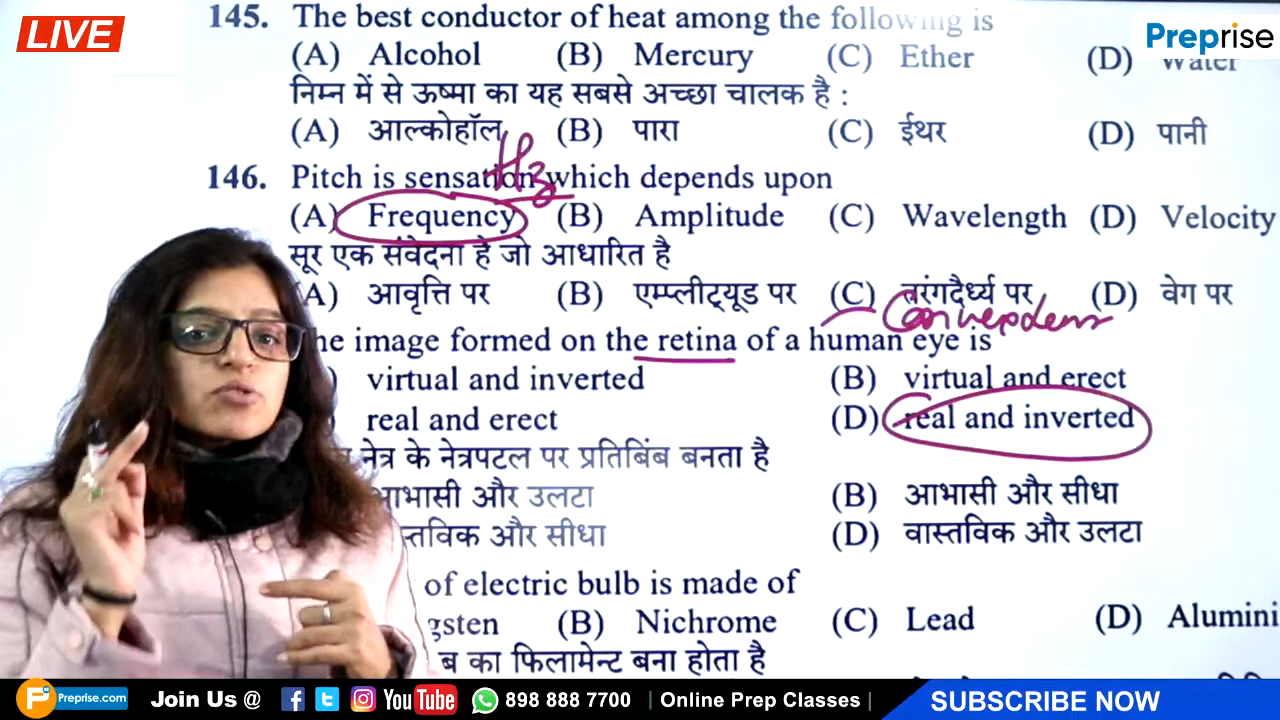 LIVE
Preprise
145. The best conductor of heat among the following is
(A) Alcohol (B) Mercury (C) Ether (D) Water
निम्न में से ऊष्मा का यह सबसे अच्छा चालक है :
(A) आल्कोहॉल (B) पारा (C) ईथर (D) पानी
Hz
146. Pitch is sensation which depends upon
(A) Frequency (B) Amplitude (C) Wavelength (D) Velocity
सूर एक संवेदना है जो आधारित है
A) आवृत्ति पर (B) एम्प्लीट्यूड पर (C) तरंगदैर्ध्य पर (D) वेग पर
he image formed on the retina of a human eye is
virtual and inverted (B) virtual and erect
real and erect (D) real and inverted
नेत्र के नेत्रपटल पर प्रतिबिंब बनता है
आभासी और उलटा (B) आभासी और सीधा
स्तविक और सीधा (D) वास्तविक और उलटा
of electric bulb is made of
gsten (B) Nichrome (C) Lead (D) Alumini
ब का फिलामेन्ट बना होता है
Preprise.com Join Us @ You Tube 898 888 7700 | Online Prep Classes | SUBSCRIBE NOW